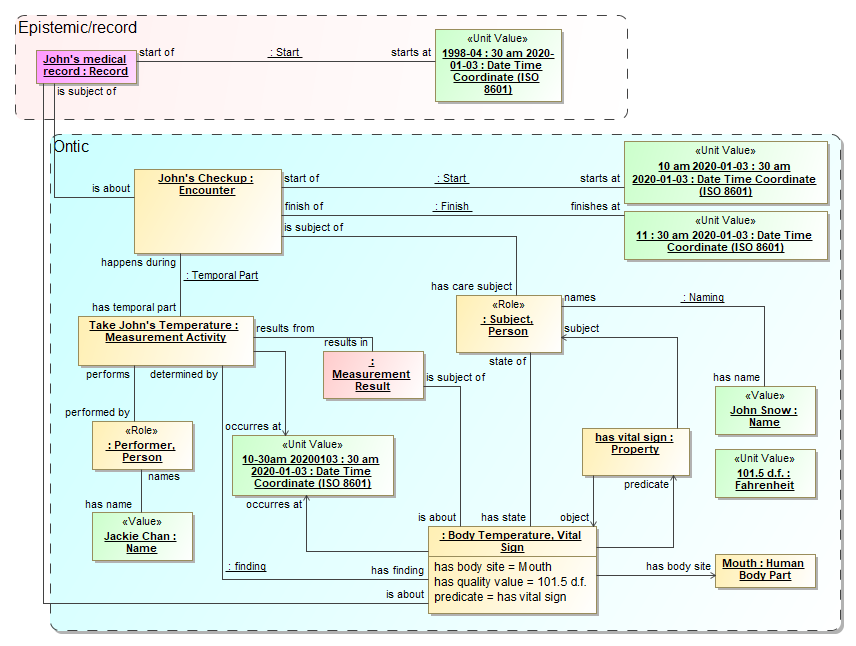 Epistemic/record
John's medical
record : Record
start of
: Start
starts at
«Unit Value»
1998-04 : 30 am 2020-
01-03 : Date Time
Coordinate (ISO
8601)
is subject of
Ontic
is about
John's Checkup :
Encounter
start of
: Start
starts at
«Unit Value»
10 am 2020-01-03 : 30 am
2020-01-03 : Date Time Coordinate
(ISO 8601)
finish of
: Finish
finishes at
«Unit Value»
11 : 30 am 2020-01-03 : Date Time
Coordinate (ISO 8601)
is subject of
happens during
: Temporal Part
has temporal part
has care subject
«Role»
: Subject,
Person
names
: Naming
subject
state of
has name
«Value»
John Snow :
Name
Take John's Temperature :
Measurement Activity
results from
results in
:
Measurement
Result
is subject of
performs
determined by
performed by
occurres at
«Role»
: Performer,
Person
names
has name
«Value»
Jackie Chan :
Name
«Unit Value»
10-30am 20200103 : 30 am
2020-01-03 : Date Time
Coordinate (ISO 8601)
occurres at
has vital sign :
Property
predicate
«Unit Value»
101.5 d.f. :
Fahrenheit
is about
has state
object
: Body Temperature, Vital
Sign
has body site = Mouth
has quality value = 101.5 d.f.
predicate = has vital sign
: finding
has finding
is about
has body site
Mouth : Human
Body Part